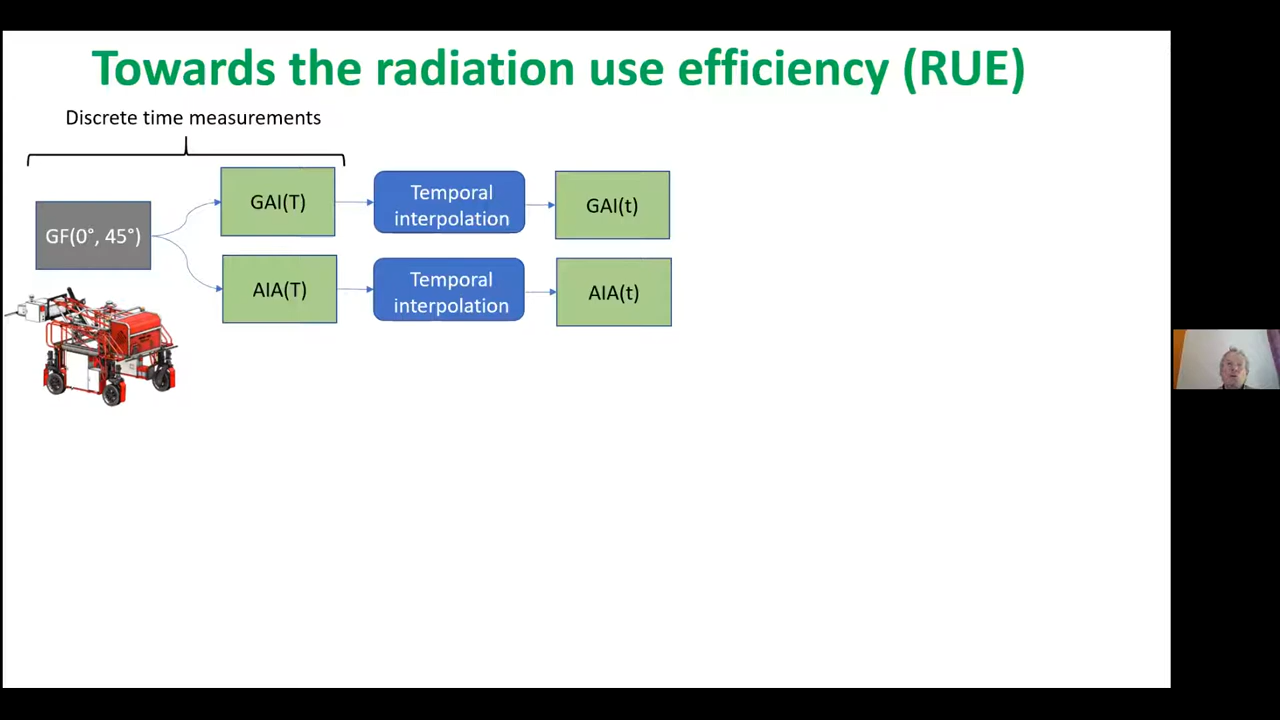 Towards the radiation use efficiency (RUE)
Discrete time measurements
GF(0°, 45°)
GAI(T)
Temporal
interpolation
GAI(t)
AIA(T)
Temporal
interpolation
AIA(t)